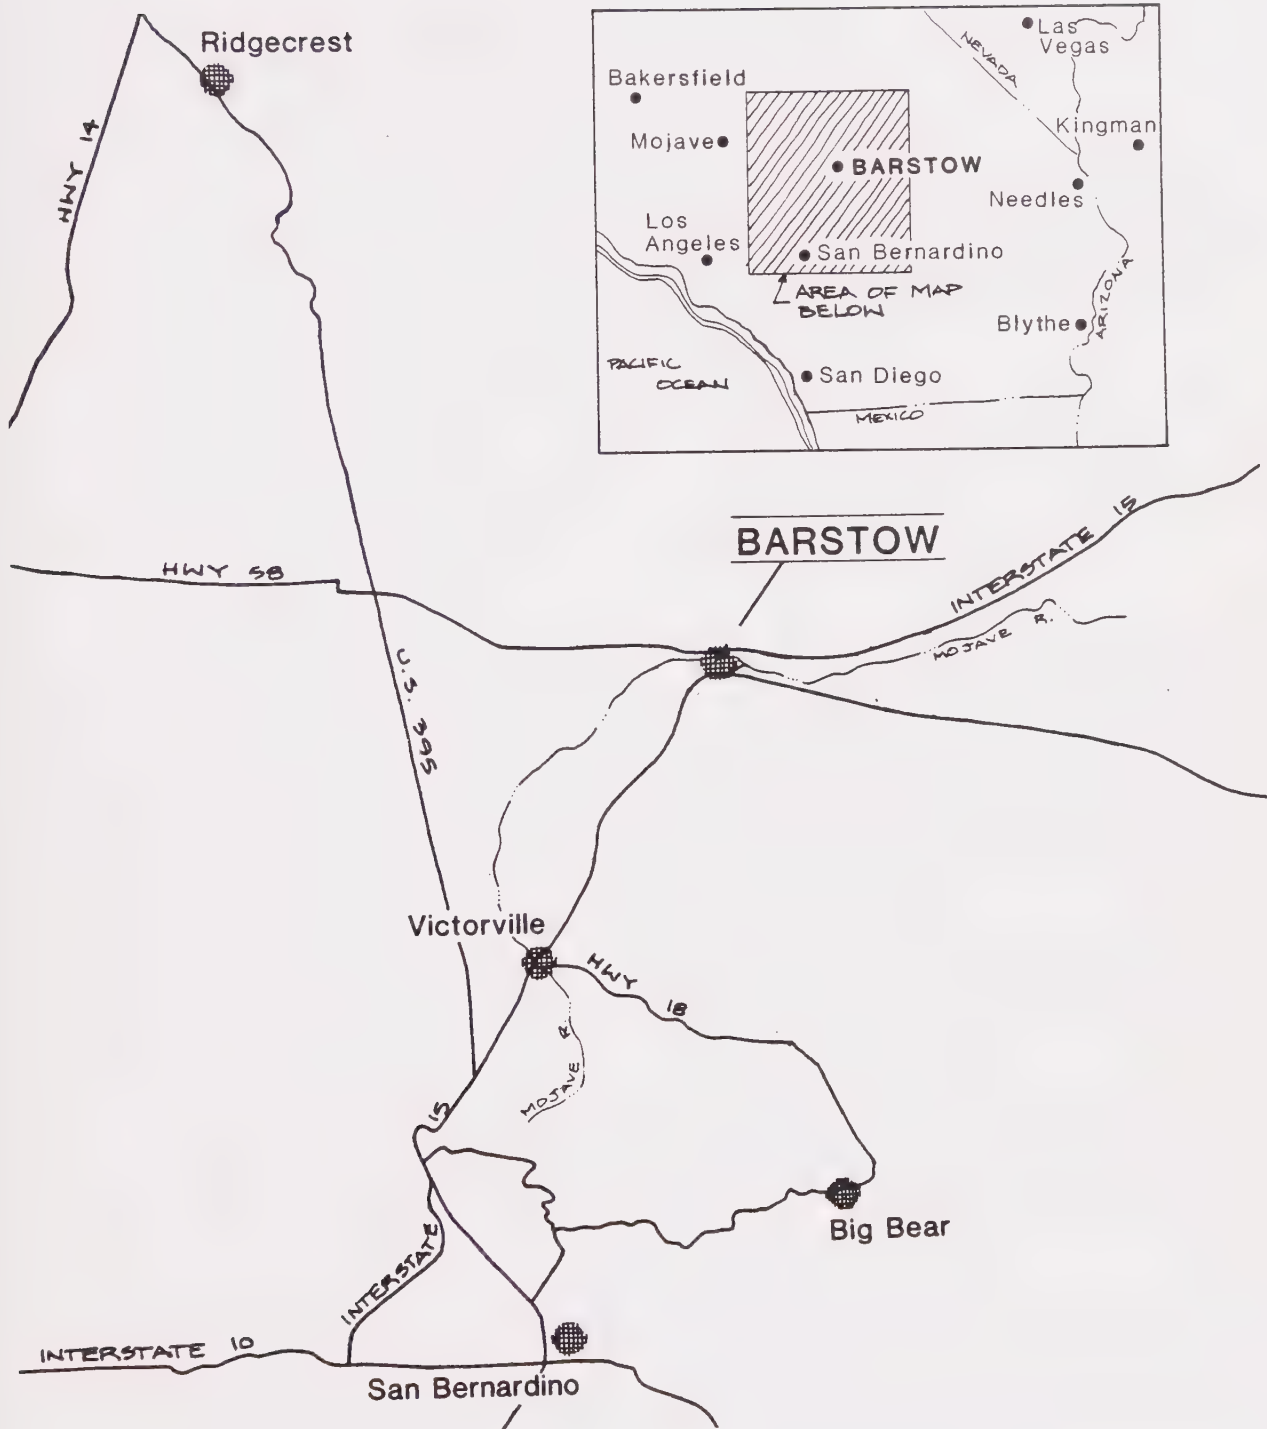 Ridgecrest
HWY 14
Las
Vegas
NEVADA
Bakersfield
Kingman
Mojave
BARSTOW
Needles
Los
Angeles
San Bernardino
AREA OF MAP
BELOW
ARIZONA
Blythe
PACIFIC
OCEAN
San Diego
MEXICO
BARSTOW
INTERSTATE 15
HWY 58
MOJAVE R.
U.S. 395
Victorville
HWY 18
MOJAVE R
15
INTERSTATE
Big Bear
INTERSTATE 10
San Bernardino